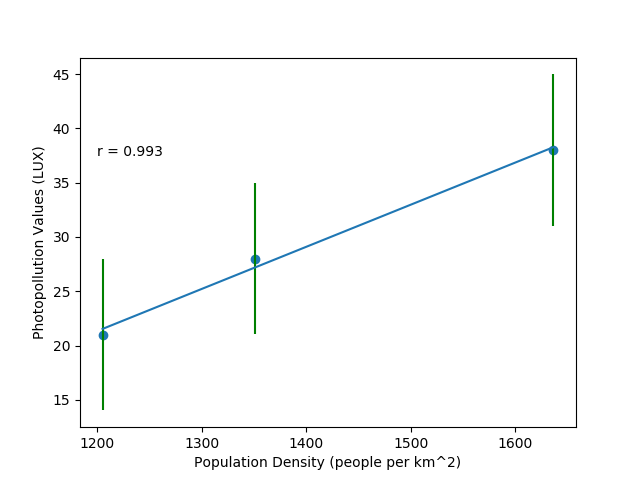 45
40
r = 0.993
35
30
25
20
15
Photopollution Values (LUX)
1200 1300 1400 1500 1600
Population Density (people per km^2)